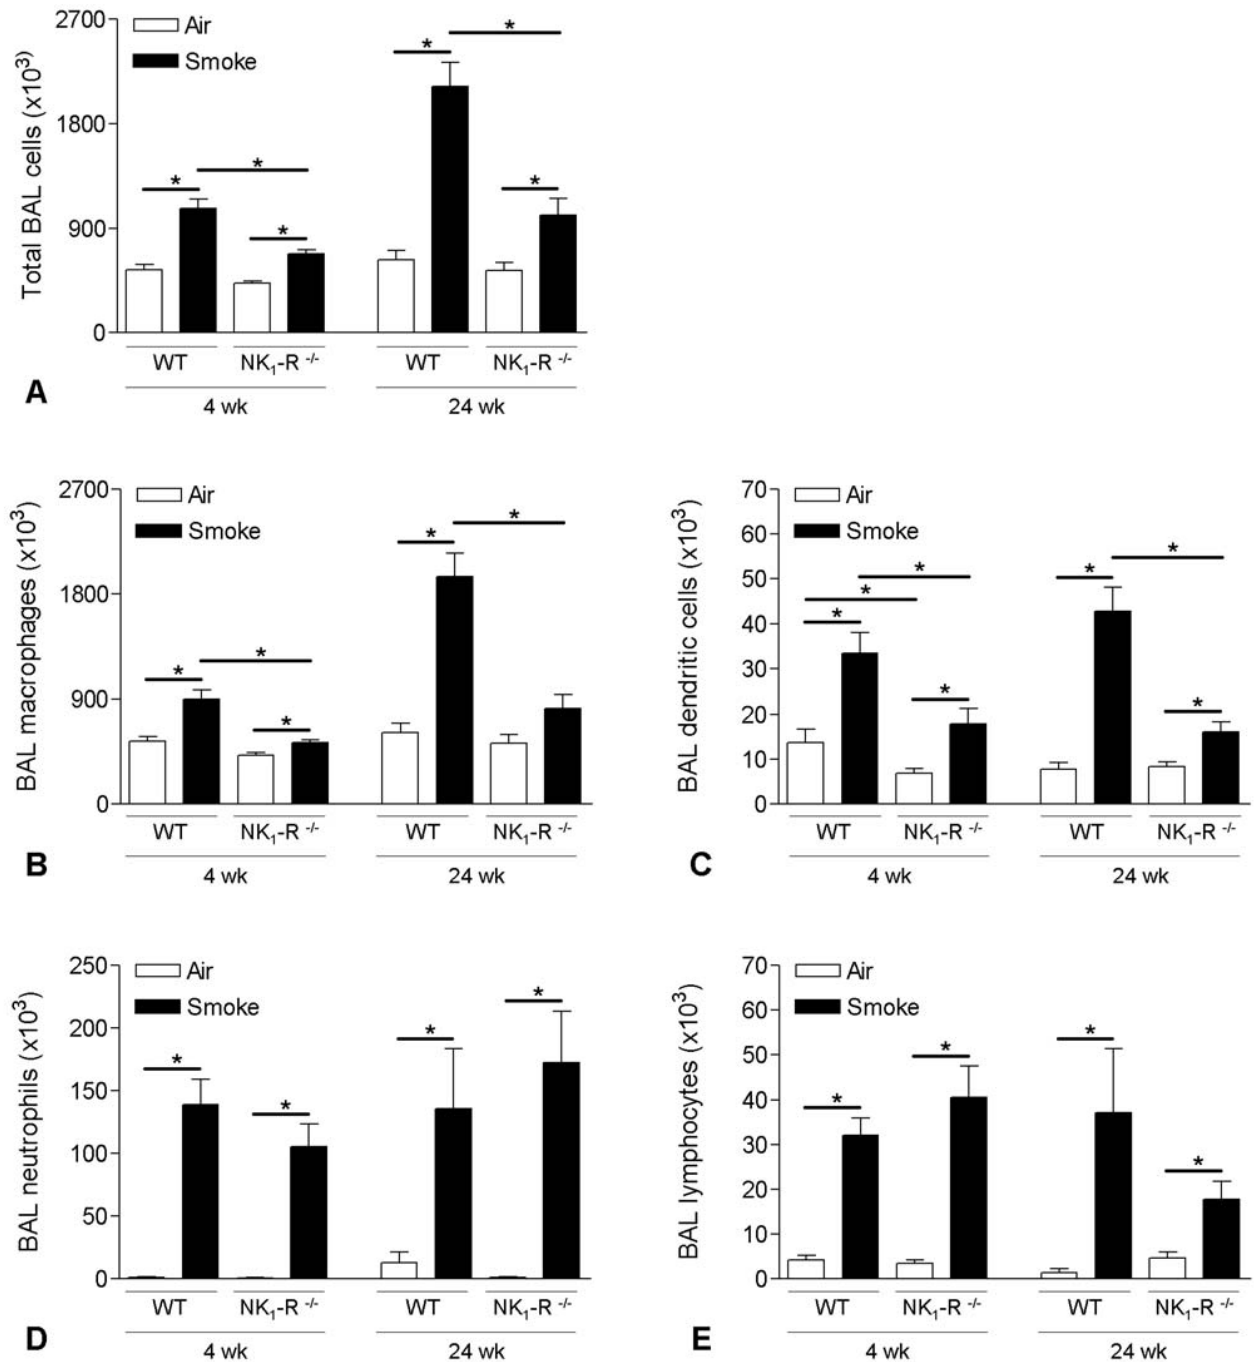 2700
Air
Smoke
1800
900
0
Total BAL cells (x10³)
* * * * * *
WT NK₁-R -/- WT NK₁-R -/-
4 wk 24 wk
A
2700
Air
Smoke
1800
900
0
BAL macrophages (x10³)
* * * * *
WT NK₁-R -/- WT NK₁-R -/-
4 wk 24 wk
B
70
Air
Smoke
60
50
40
30
20
10
0
BAL dendritic cells (x10³)
* * * * * * *
WT NK₁-R -/- WT NK₁-R -/-
4 wk 24 wk
C
250
Air
Smoke
200
150
100
50
0
BAL neutrophils (x10³)
* * * *
WT NK₁-R -/- WT NK₁-R -/-
4 wk 24 wk
D
70
Air
Smoke
60
50
40
30
20
10
0
BAL lymphocytes (x10³)
* * * *
WT NK₁-R -/- WT NK₁-R -/-
4 wk 24 wk
E